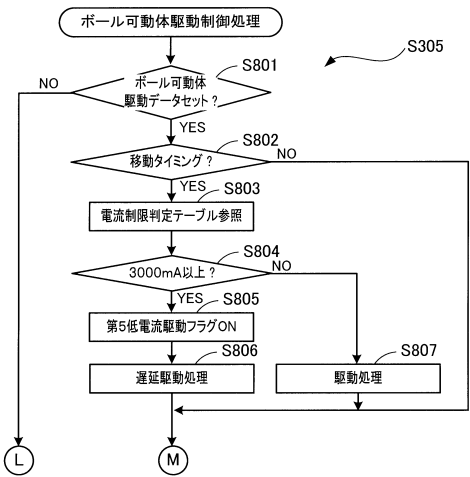 ボール可動体駆動制御処理
S305
S801
ボール可動体
駆動データセット？
NO
YES
S802
移動タイミング？
NO
YES
S803
電流制限判定テーブル参照
S804
3000mA以上？
NO
YES
S805
第5低電流駆動フラグON
S806
遅延駆動処理
S807
駆動処理
L
M